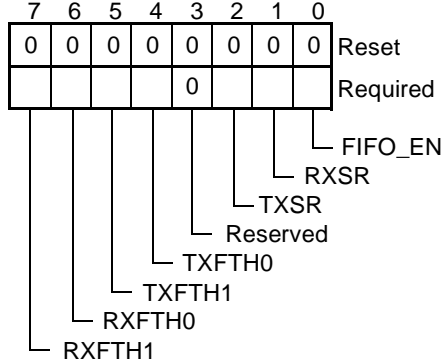 7 6 5 4 3 2 1 0
0 0 0 0 0 0 0 0 Reset
0 Required
FIFO_EN
RXSR
TXSR
Reserved
TXFTH0
TXFTH1
RXFTH0
RXFTH1